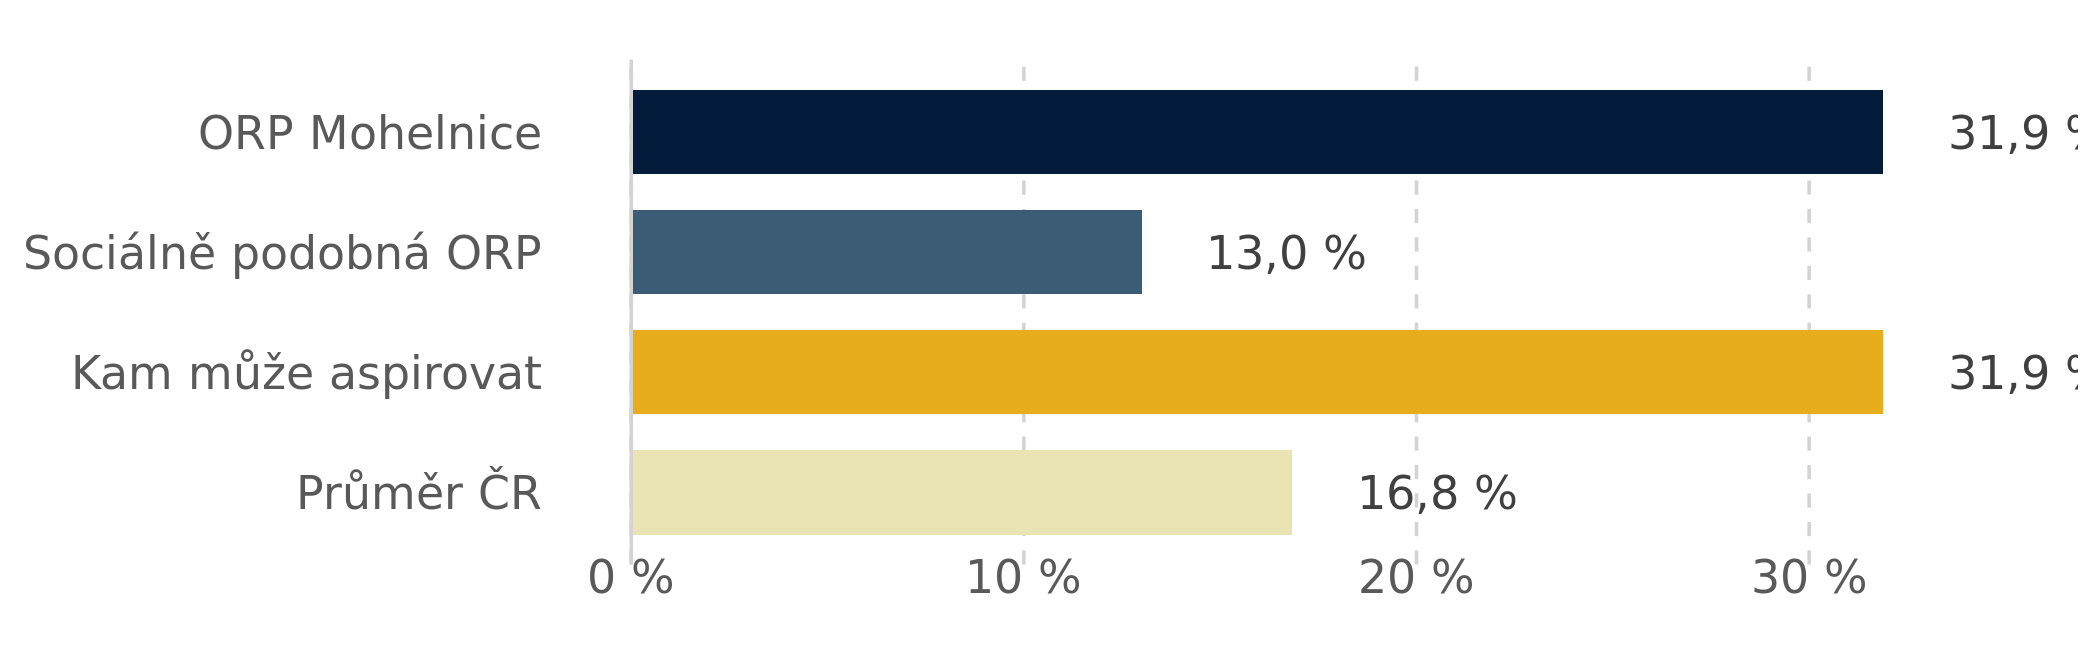 ORP Mohelnice 31,9 %
Sociálně podobná ORP 13,0 %
Kam může aspirovat 31,9 %
Průměr ČR 16,8 %
0 % 10 % 20 % 30 %